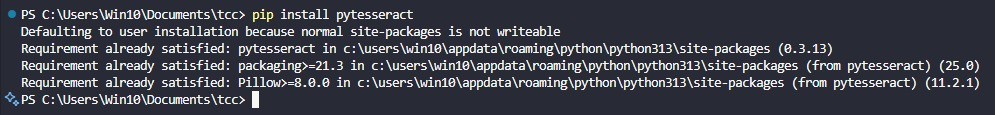 PS C:\Users\Win10\Documents\tcc> pip install pytesseract
Defaulting to user installation because normal site-packages is not writeable
Requirement already satisfied: pytesseract in c:\users\win10\appdata\roaming\python\python313\site-packages (0.3.13)
Requirement already satisfied: packaging>=21.3 in c:\users\win10\appdata\roaming\python\python313\site-packages (from pytesseract) (25.0)
Requirement already satisfied: Pillow>=8.0.0 in c:\users\win10\appdata\roaming\python\python313\site-packages (from pytesseract) (11.2.1)
PS C:\Users\Win10\Documents\tcc>